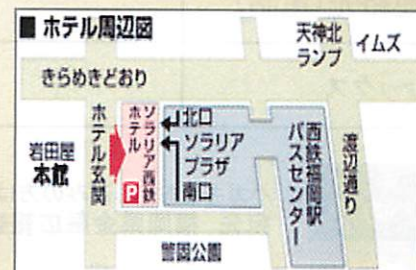 ■ ホテル周辺図
天神北
ランプ
イムズ
きらめきどおり
岩田屋
本館
ホテル玄関
ソラリア西鉄
ホテル
P
北口
ソラリア
プラザ
南口
西鉄福岡駅
バスセンター
渡辺通り
警固公園